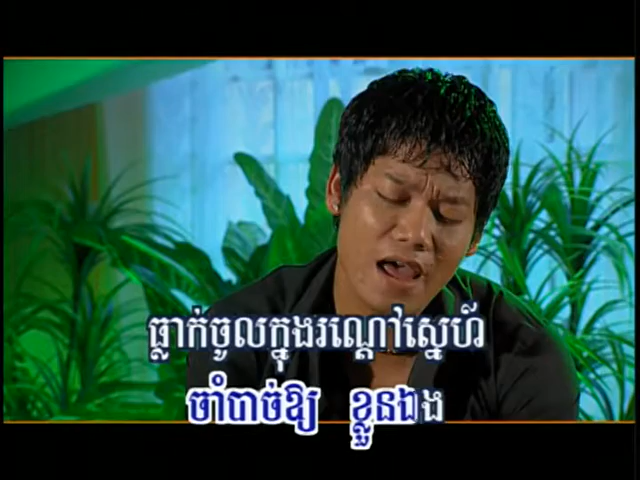 ធ្លាក់ចូលក្នុងរណ្ដៅស្នេហ៍
ចាំបាច់ឱ្យ ខ្លួនឯង